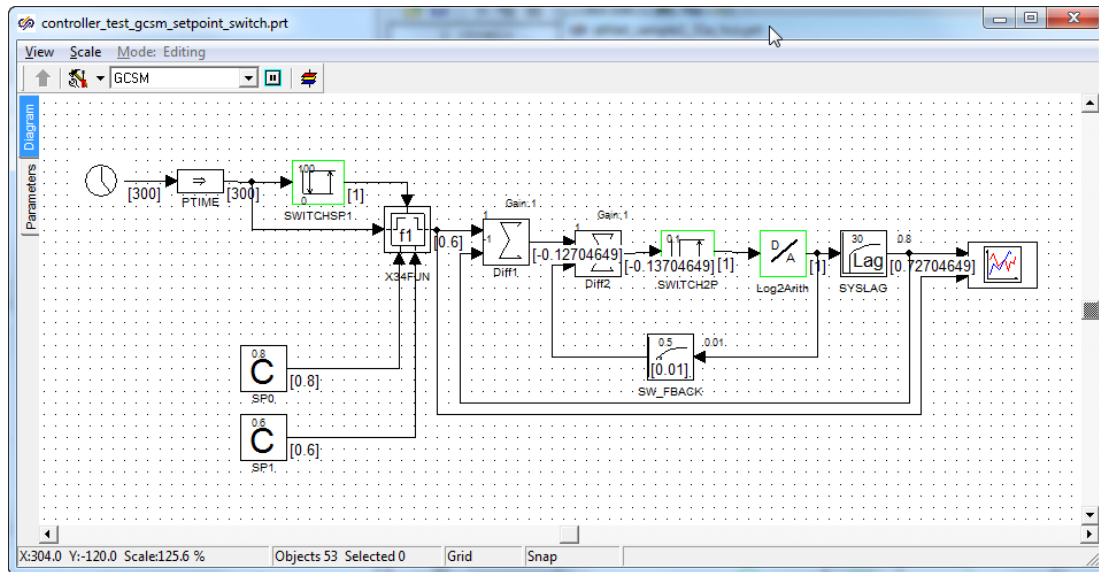 controller_test_gcsm_setpoint_switch.prt
View Scale Mode: Editing
GCSM
Diagram
Parameters
[300]
PTIME
[300]
100
0
SWITCHSP1
[1]
f1
X34FUN
[0.6]
Gain: 1
1
-1
Diff1
[-0.12704649]
Gain: 1
1
Diff2
[-0.13704649]
0.1
SWITCH2P
[1]
D
A
Log2Arith
[1]
30
Lag
SYSLAG
0.8
[0.72704649]
0.5
[0.01]
0.01
SW_FBACK
0.8
C
SP0
[0.8]
0.6
C
SP1
[0.6]
X:304.0 Y:-120.0 Scale:125.6 %
Objects 53 Selected 0
Grid
Snap